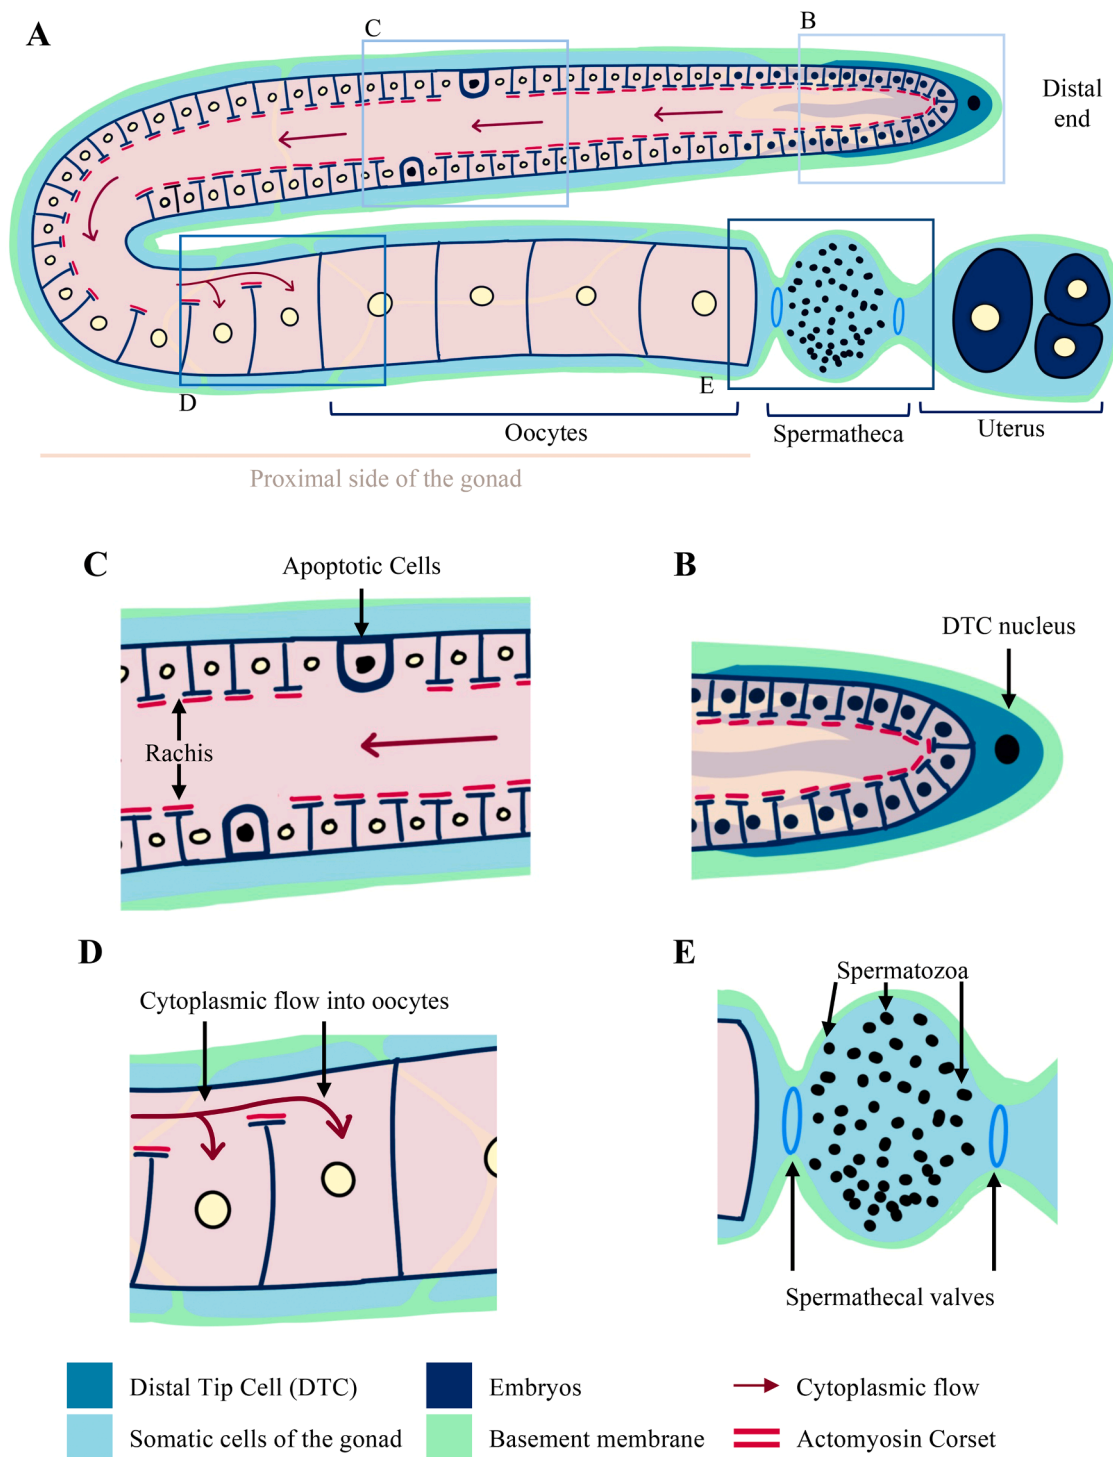 A
C
B
Distal
end
D
E
Oocytes
Spermatheca
Uterus
Proximal side of the gonad
C
Apoptotic Cells
Rachis
B
DTC nucleus
D
Cytoplasmic flow into oocytes
E
Spermatozoa
Spermathecal valves
Distal Tip Cell (DTC)
Embryos
Cytoplasmic flow
Somatic cells of the gonad
Basement membrane
Actomyosin Corset